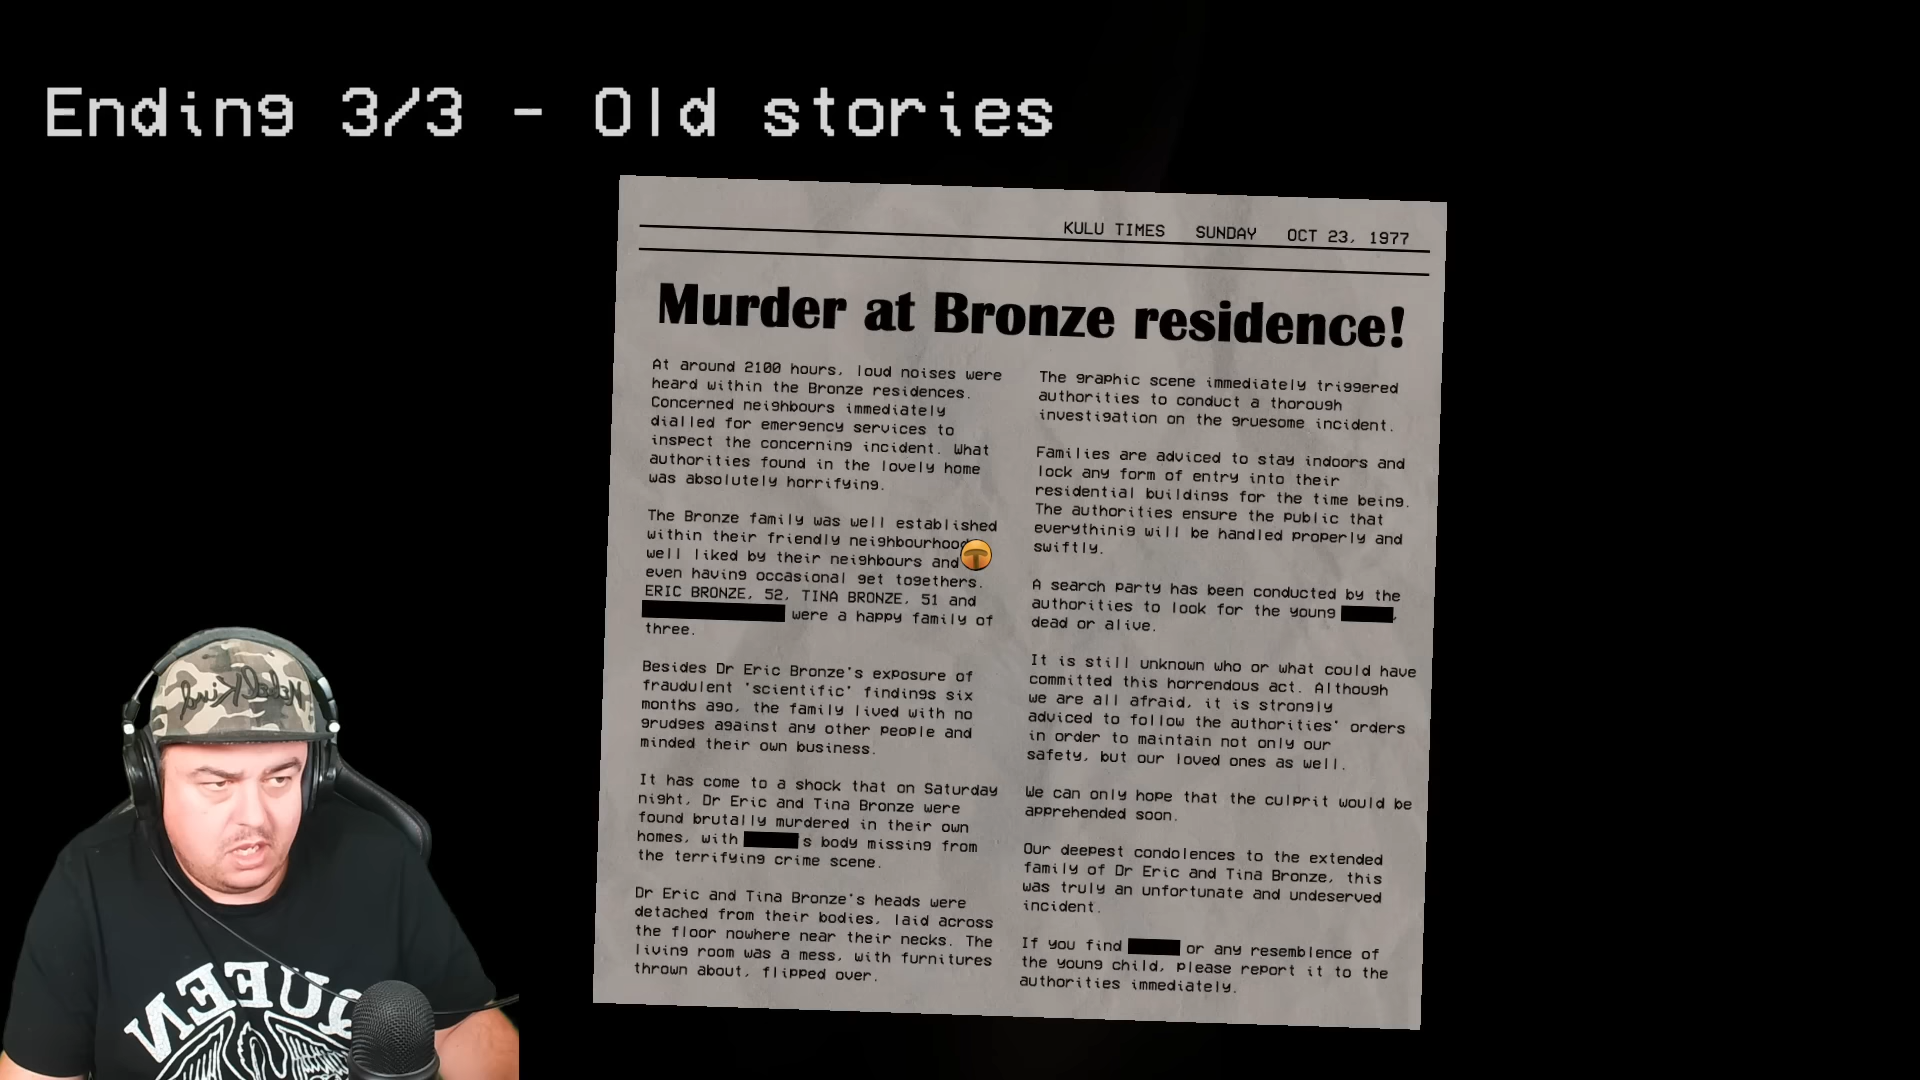 Ending 3/3 - Old stories
KULU TIMES SUNDAY OCT 23, 1977
Murder at Bronze residence!
At around 2100 hours, loud noises were
heard within the Bronze residences.
Concerned neighbours immediately
dialled for emergency services to
inspect the concerning incident. What
authorities found in the lovely home
was absolutely horrifying.
The Bronze family was well established
within their friendly neighbourhood
well liked by their neighbours and
even having occasional get togethers.
ERIC BRONZE, 52, TINA BRONZE, 51 and
were a happy family of
three.
Besides Dr Eric Bronze's exposure of
fraudulent 'scientific' findings six
months ago, the family lived with no
grudges against any other people and
minded their own business.
It has come to a shock that on Saturday
night, Dr Eric and Tina Bronze were
found brutally murdered in their own
homes, with s body missing from
the terrifying crime scene.
Dr Eric and Tina Bronze's heads were
detached from their bodies, laid across
the floor nowhere near their necks. The
living room was a mess, with furnitures
thrown about, flipped over.
The graphic scene immediately triggered
authorities to conduct a thorough
investigation on the gruesome incident.
Families are adviced to stay indoors and
lock any form of entry into their
residential buildings for the time being.
The authorities ensure the public that
everythinig will be handled properly and
swiftly.
A search party has been conducted by the
authorities to look for the young ,
dead or alive.
It is still unknown who or what could have
committed this horrendous act. Although
we are all afraid, it is strongly
adviced to follow the authorities' orders
in order to maintain not only our
safety, but our loved ones as well.
We can only hope that the culprit would be
apprehended soon.
Our deepest condolences to the extended
family of Dr Eric and Tina Bronze, this
was truly an unfortunate and undeserved
incident.
If you find or any resemblence of
the young child, please report it to the
authorities immediately.
RebelKing
QUEEN